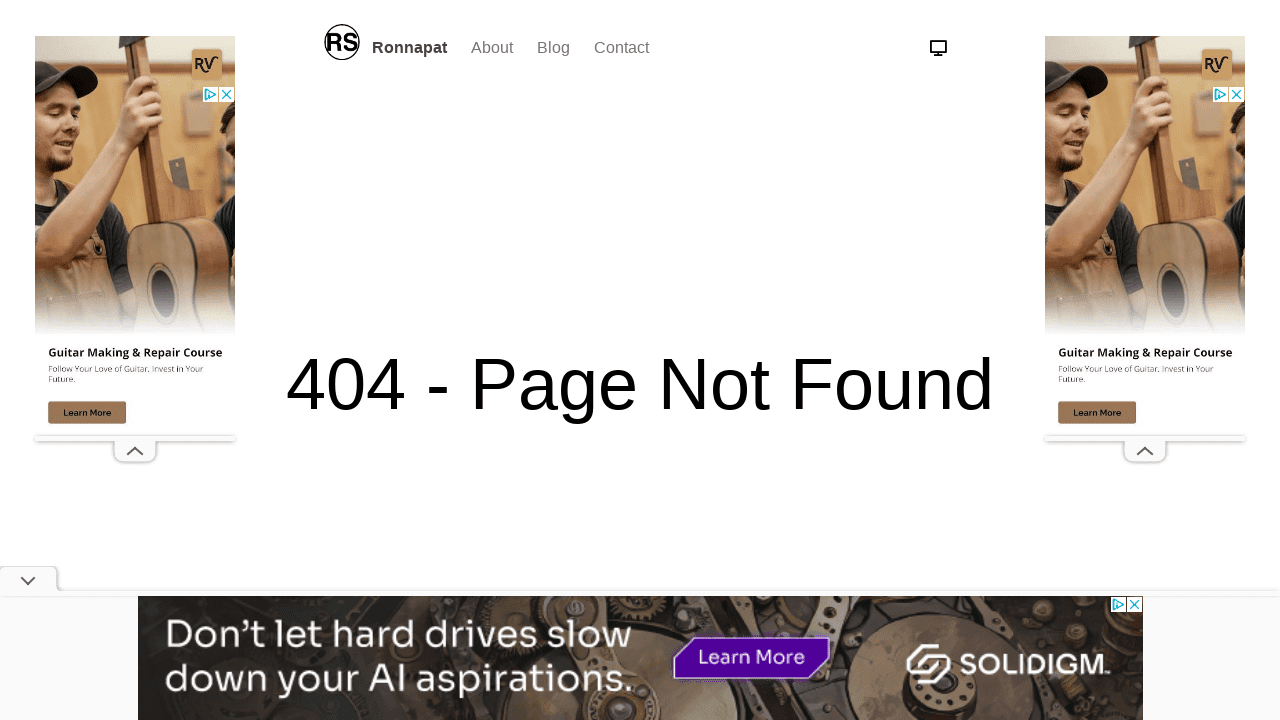 RS Ronnapat About Blog Contact
RV
Guitar Making & Repair Course
Follow Your Love of Guitar. Invest in Your
Future.
Learn More
RV
Guitar Making & Repair Course
Follow Your Love of Guitar. Invest in Your
Future.
Learn More
404 - Page Not Found
Don't let hard drives slow
down your AI aspirations.
Learn More
SOLIDIGM